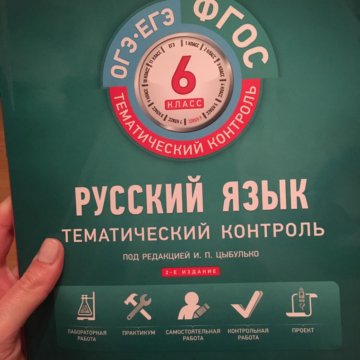 ОГЭ·ЕГЭ
ФГОС
6
КЛАСС
ТЕМАТИЧЕСКИЙ КОНТРОЛЬ
РУССКИЙ ЯЗЫК
ТЕМАТИЧЕСКИЙ КОНТРОЛЬ
ПОД РЕДАКЦИЕЙ И. П. ЦЫБУЛЬКО
2-Е ИЗДАНИЕ
ЛАБОРАТОРНАЯ РАБОТА
ПРАКТИКУМ
САМОСТОЯТЕЛЬНАЯ РАБОТА
КОНТРОЛЬНАЯ РАБОТА
ПРОЕКТ